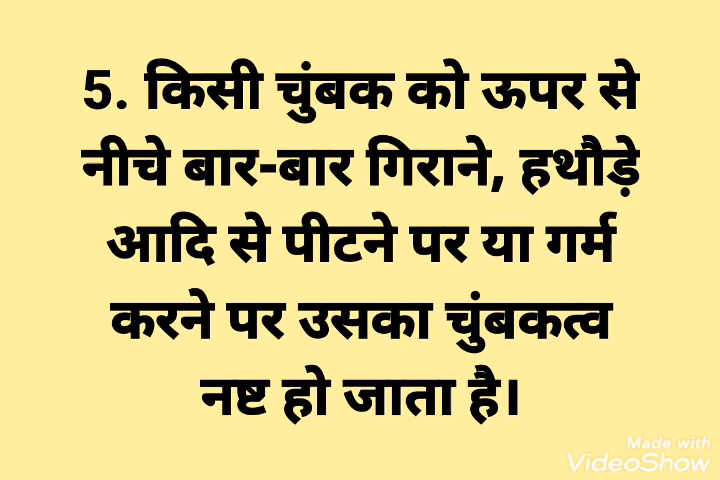 5. किसी चुंबक को ऊपर से
नीचे बार-बार गिराने, हथौड़े
आदि से पीटने पर या गर्म
करने पर उसका चुंबकत्व
नष्ट हो जाता है।
Made with
VideoShow